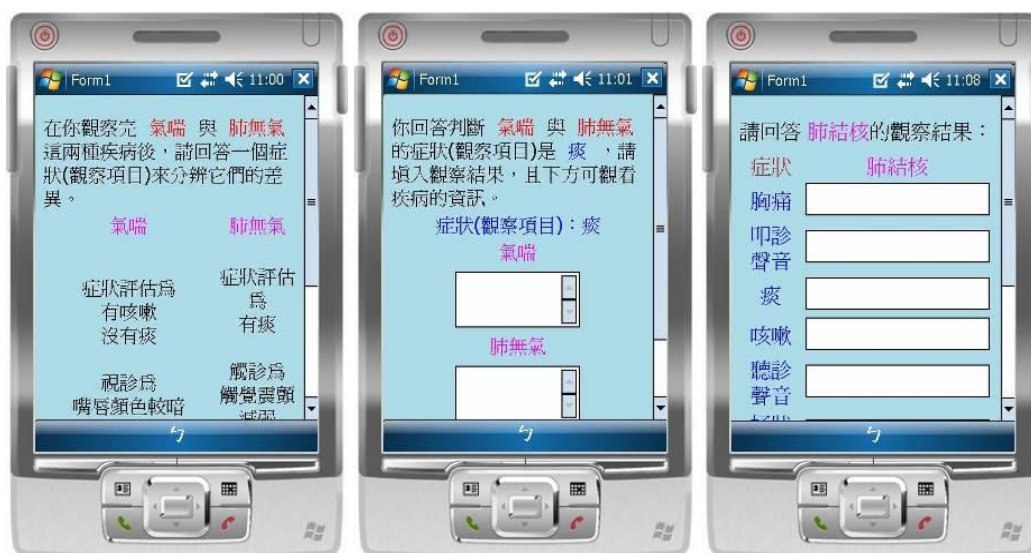 Form1 11:00
在你觀察完 氣喘 與 肺無氣
這兩種疾病後，請回答一個症
狀(觀察項目)來分辨它們的差
異。
氣喘 肺無氣
症狀評估為
有咳嗽
沒有痰
症狀評估
為
有痰
視診為
嘴唇顏色較暗
觸診為
觸覺震顫
減弱
ㄅ
Form1 11:01
你回答判斷 氣喘 與 肺無氣
的症狀(觀察項目)是 痰 ，請
填入觀察結果，且下方可觀看
疾病的資訊。
症狀(觀察項目)：痰
氣喘
肺無氣
ㄅ
Form1 11:08
請回答 肺結核的觀察結果：
症狀 肺結核
胸痛
叩診
聲音
痰
咳嗽
聽診
聲音
ㄅ